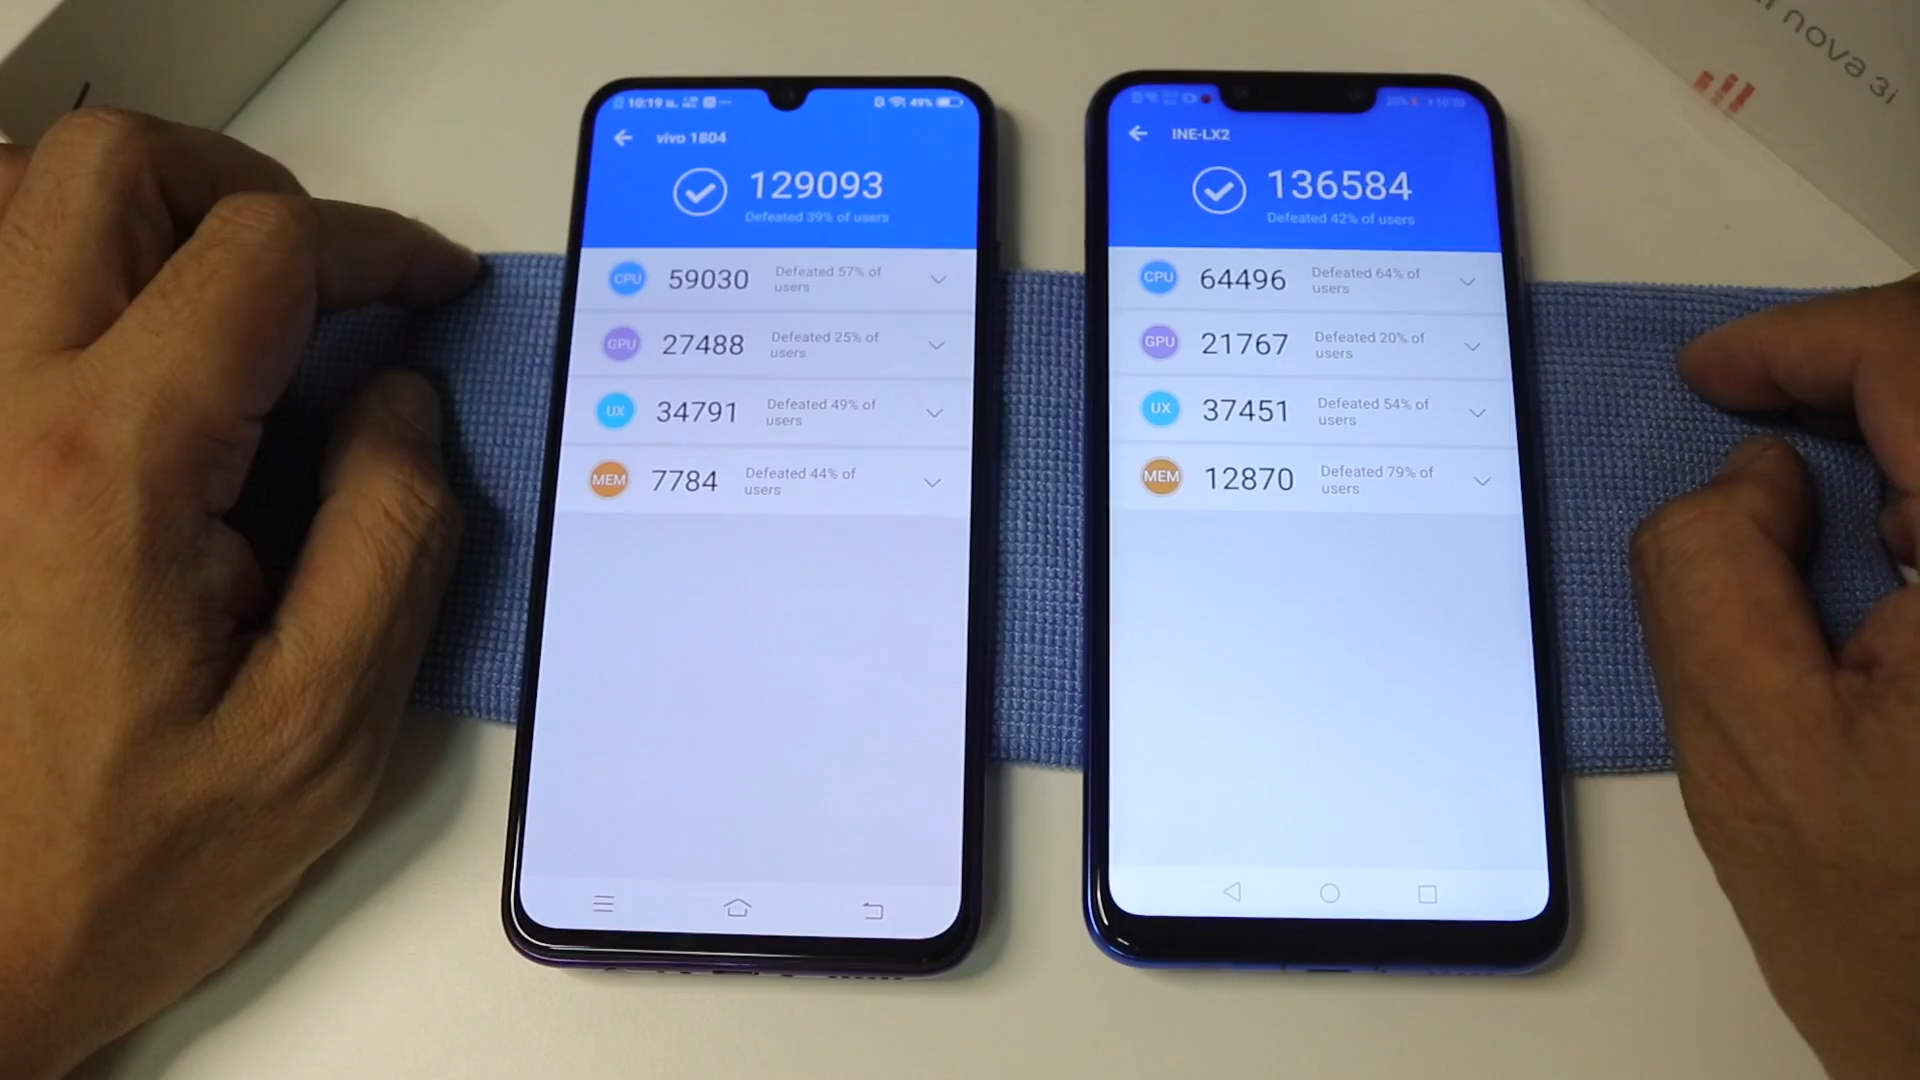 10:19 49%
vivo 1804
129093
Defeated 39% of users
CPU 59030 Defeated 57% of
users
GPU 27488 Defeated 25% of
users
UX 34791 Defeated 49% of
users
MEM 7784 Defeated 44% of
users
20%
INE-LX2
136584
Defeated 42% of users
CPU 64496 Defeated 64% of
users
GPU 21767 Defeated 20% of
users
UX 37451 Defeated 54% of
users
MEM 12870 Defeated 79% of
users
nova 3i